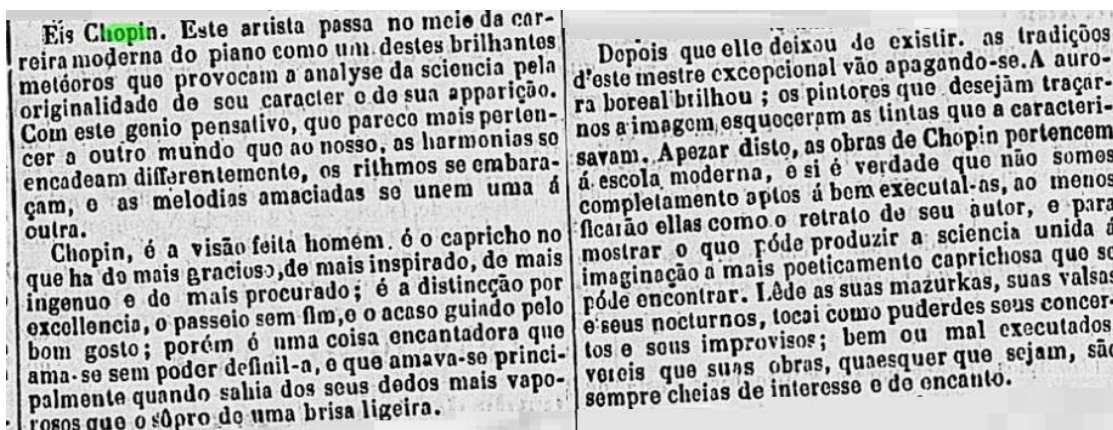 Eis Chopin. Este artista passa no meio da car-
reira moderna do piano como um destes brilhantes
metéoros que provocam a analyse da sciencia pela
originalidade de seu caracter e de sua apparição.
Com este genio pensativo, que parece mais perten-
cer a outro mundo que ao nosso, as harmonias se
encadeam differentemente, os rithmos se embara-
çam, e as melodias amaciadas se unem uma á
outra.
Chopin, é a visão feita homem, é o capricho no
que ha de mais gracioso, de mais inspirado, de mais
ingenuo e de mais procurado; é a distincção por
excellencia, o passeio sem fim, e o acaso guiado pelo
bom gosto; porém é uma coisa encantadora que
ama-se sem poder definil-a, e que amava-se princi-
palmente quando sahia dos seus dedos mais vapo-
rosos que o sôpro de uma brisa ligeira.
Depois que elle deixou de existir. as tradições
d'este mestre excepcional vão apagando-se. A auro-
ra boreal brilhou; os pintores que desejam traçar-
nos a imagem esqueceram as tintas que a caracteri-
savam. Apezar disto, as obras de Chopin pertencem
á escola moderna, e si é verdade que não somos
completamente aptos á bem executal-as, ao menos
ficarão ellas como o retrato de seu autor, e para
mostrar o que póde produzir a sciencia unida á
imaginação a mais poeticamente caprichosa que se
póde encontrar. Lêde as suas mazurkas, suas valsas
e seus nocturnos, tocai como puderdes seus concer-
tos e seus improvisos; bem ou mal executados
vereis que suas obras, quaesquer que sejam, são
sempre cheias de interesse e de encanto.